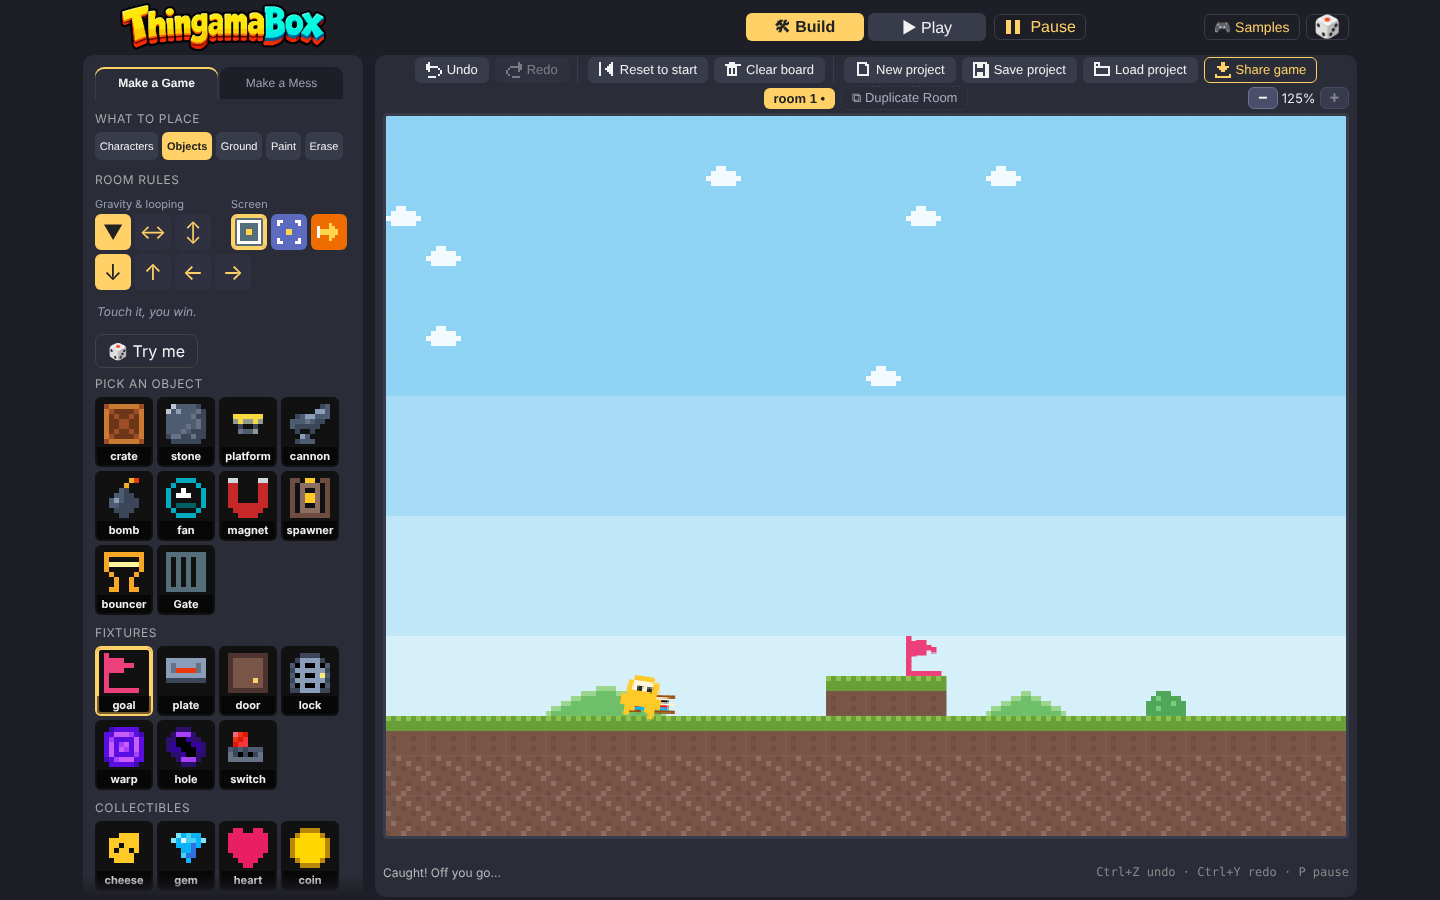 ThingamaBox
🛠 Build
▶ Play
Pause
🎮 Samples
Make a Game
Make a Mess
Undo
Redo
Reset to start
Clear board
New project
Save project
Load project
Share game
room 1 •
Duplicate Room
125%
WHAT TO PLACE
Characters
Objects
Ground
Paint
Erase
ROOM RULES
Gravity & looping
Screen
Touch it, you win.
🎲 Try me
PICK AN OBJECT
crate
stone
platform
cannon
bomb
fan
magnet
spawner
bouncer
Gate
FIXTURES
goal
plate
door
lock
warp
hole
switch
COLLECTIBLES
cheese
gem
heart
coin
Caught! Off you go...
Ctrl+Z undo · Ctrl+Y redo · P pause